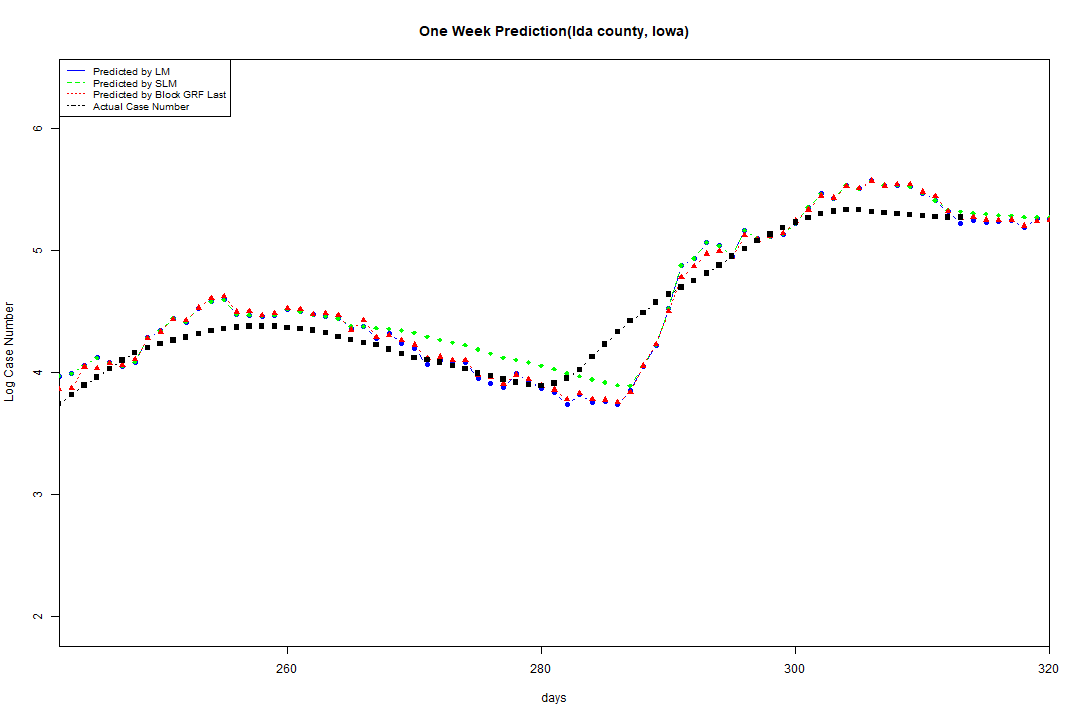 One Week Prediction(Ida county, Iowa)
Predicted by LM
Predicted by SLM
Predicted by Block GRF Last
Actual Case Number
6
5
4
3
2
Log Case Number
260
280
300
320
days